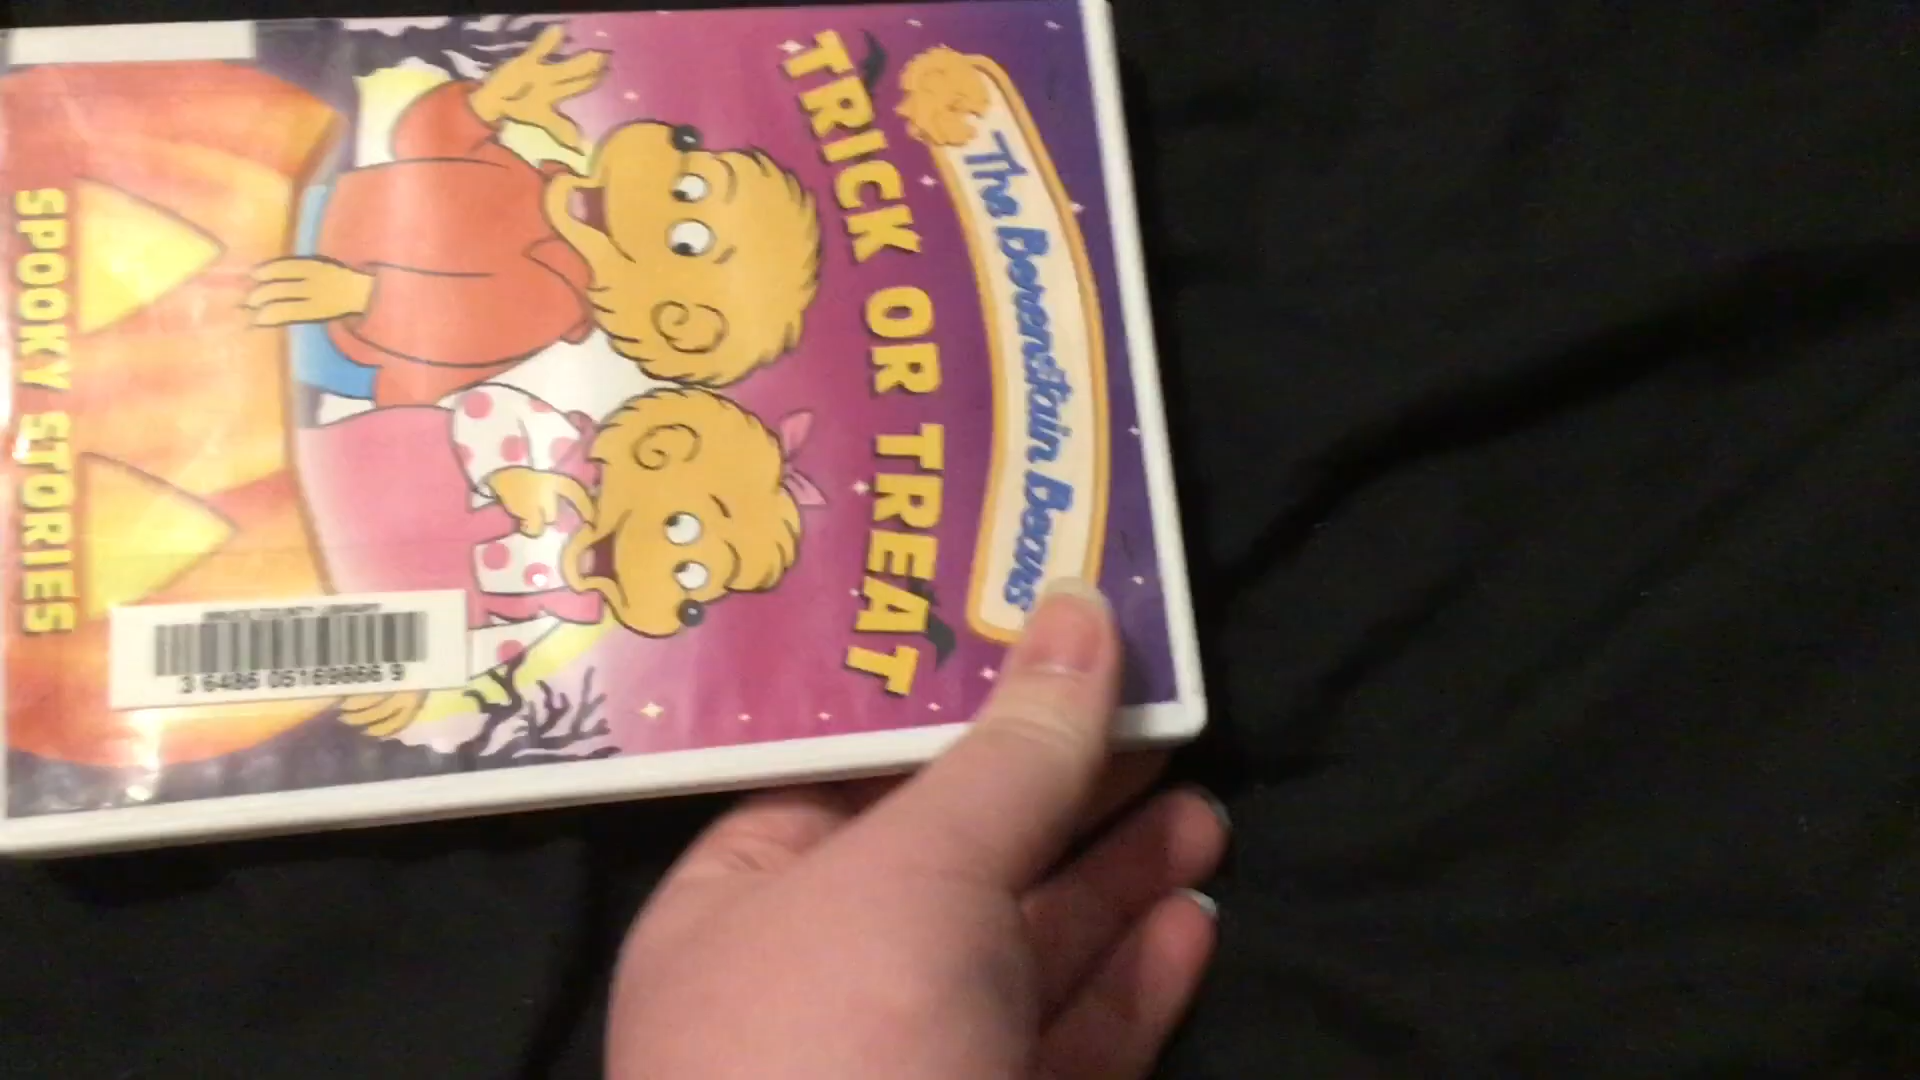 The Berenstain Bears
TRICK OR TREAT
SPOOKY STORIES
3 6486 05169866 9